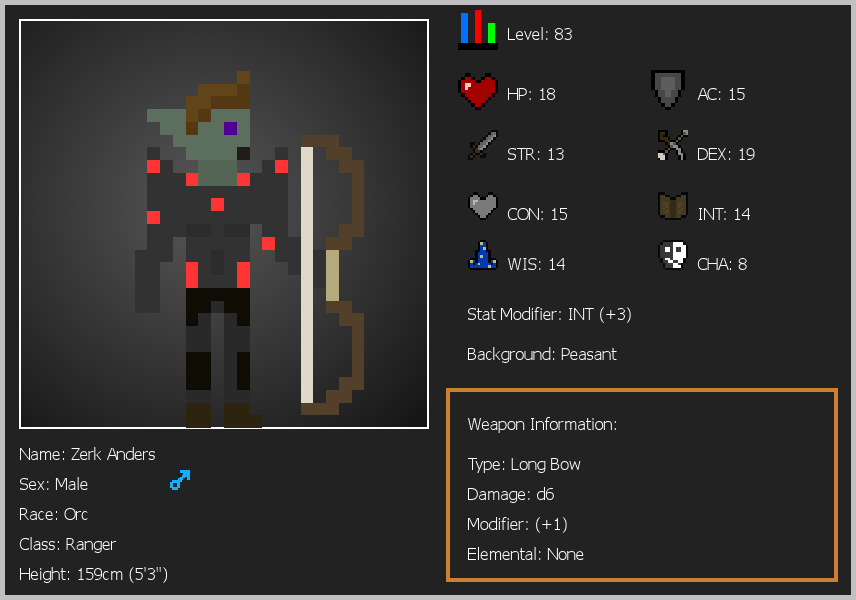 Level: 83
HP: 18
AC: 15
STR: 13
DEX: 19
CON: 15
INT: 14
WIS: 14
CHA: 8
Stat Modifier: INT (+3)
Background: Peasant
Weapon Information:
Type: Long Bow
Damage: d6
Modifier: (+1)
Elemental: None
Name: Zerk Anders
Sex: Male
Race: Orc
Class: Ranger
Height: 159cm (5'3")